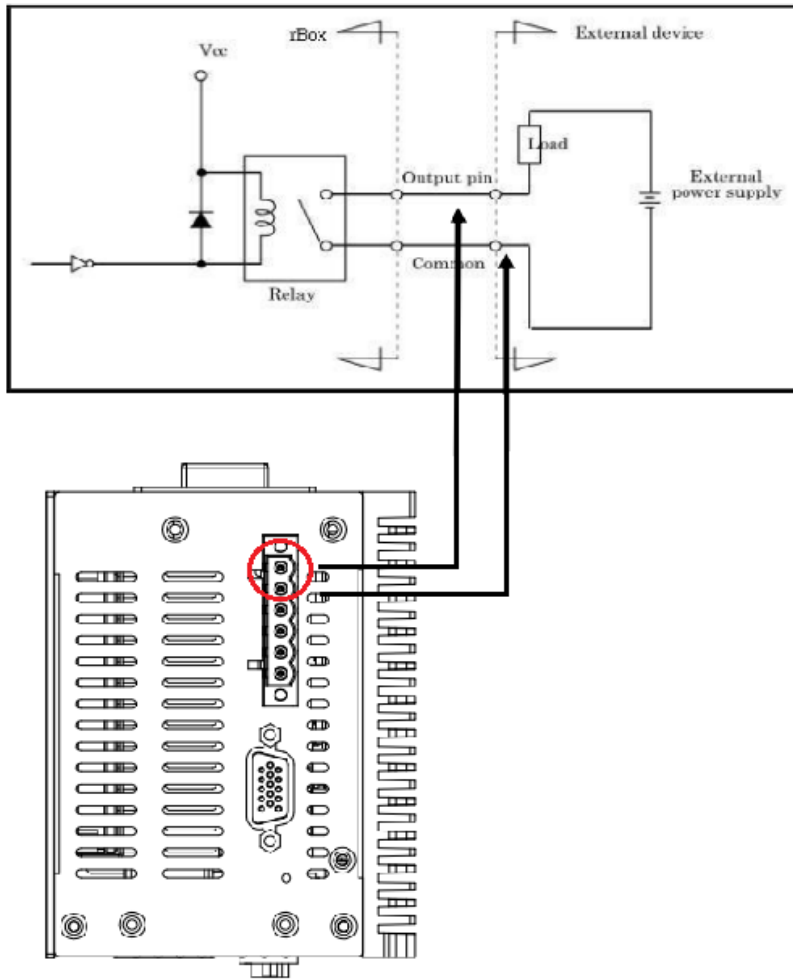 rBox
External device
Vcc
Load
Output pin
External
power supply
Common
Relay